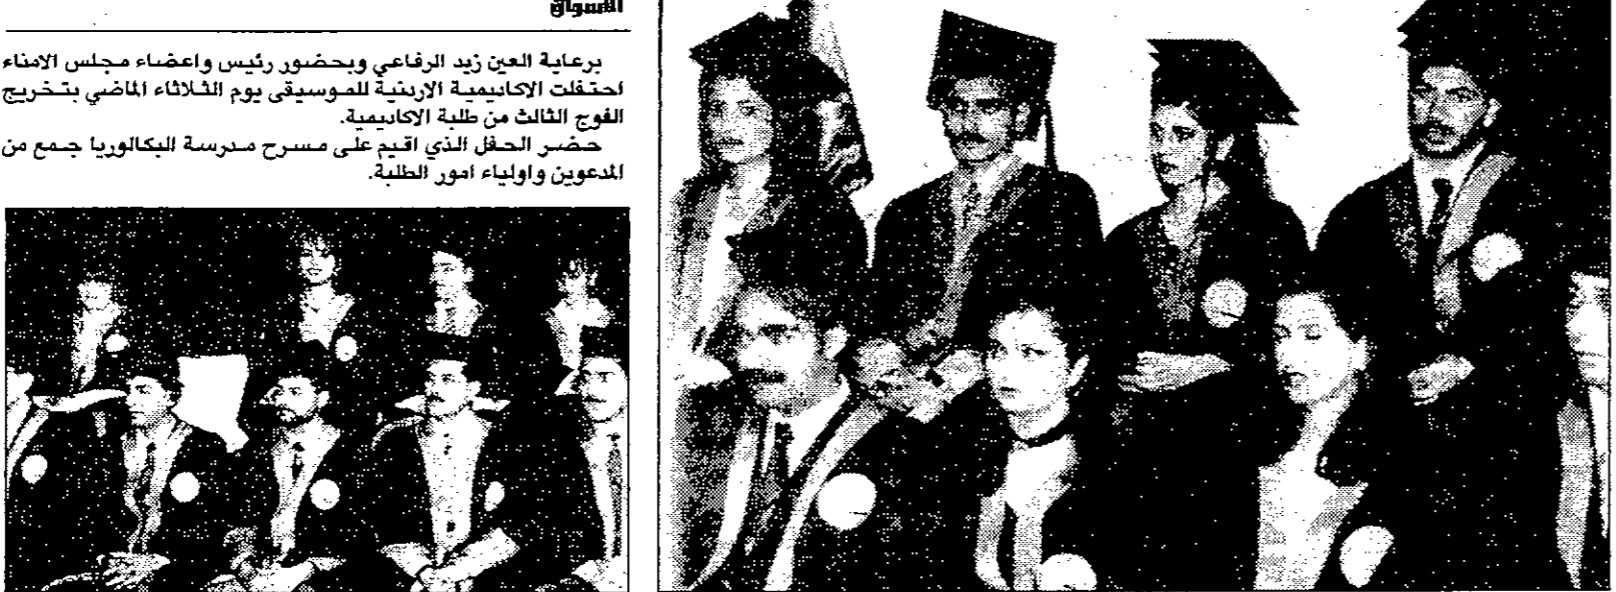 الاسواق
برعاية العين زيد الرفاعي وبحضور رئيس واعضاء مجلس الامناء
احتفلت الاكاديمية الاردنية للموسيقى يوم الثلاثاء الماضي بتخريج
الفوج الثالث من طلبة الاكاديمية.
حضر الحفل الذي اقيم على مسرح مدرسة البكالوريا جمع من
المدعوين واولياء امور الطلبة.